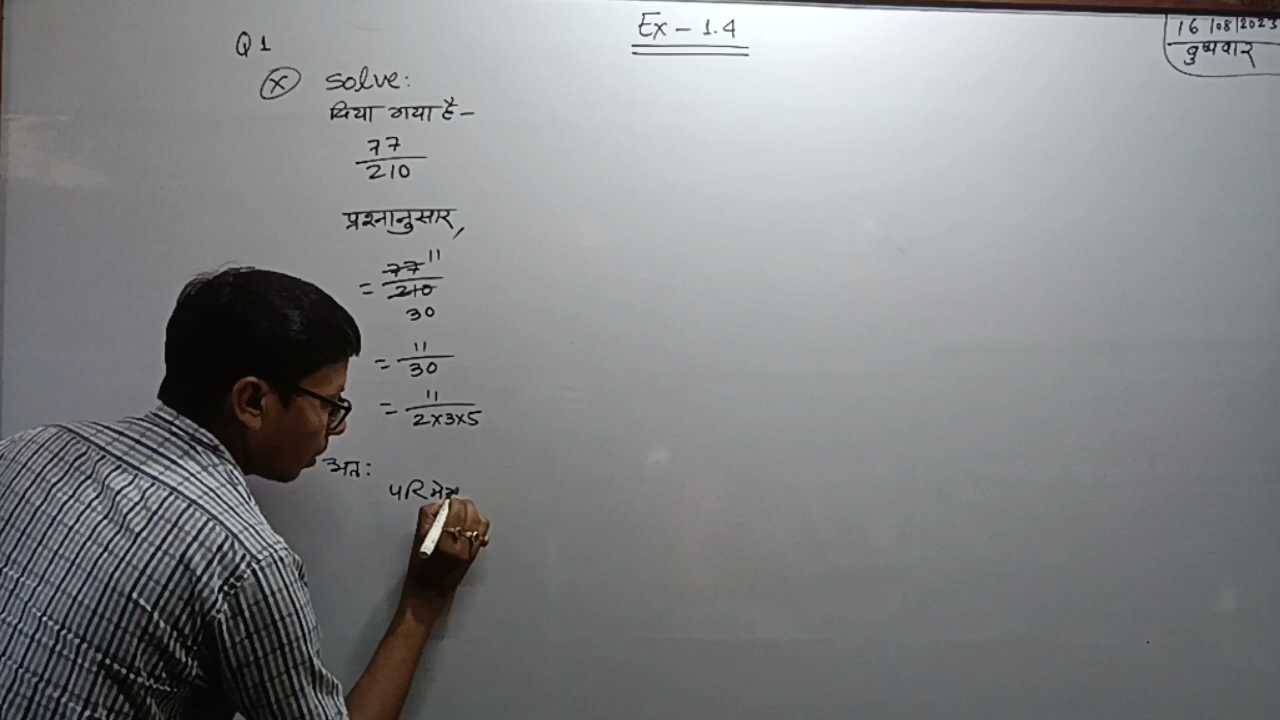 Ex - 1.4
16/08/2023
बुधवार
Q1
(x) solve:
दिया गया है-
77/210
प्रश्नानुसार,
= 77 11 / 210 30
= 11/30
= 11/2×3×5
अतः
परिमेय